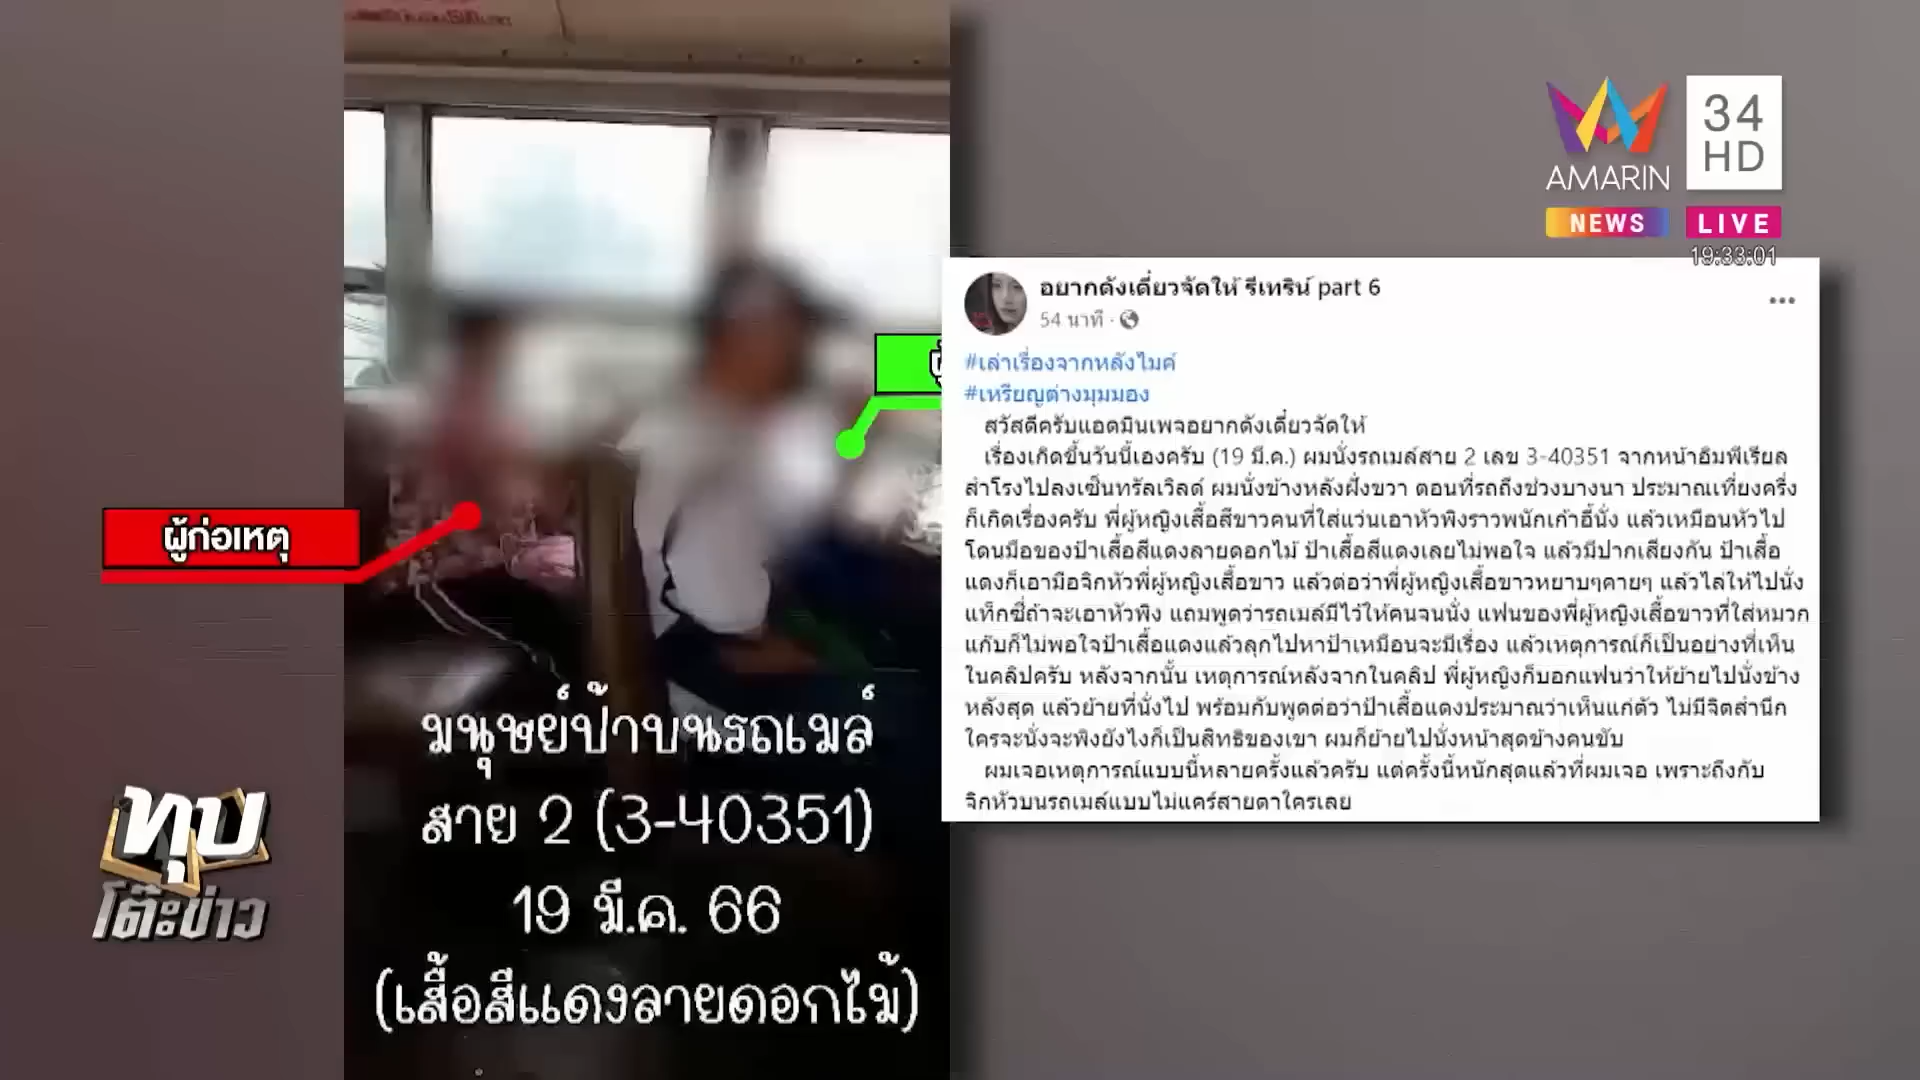 AMARIN
34
HD
NEWS
LIVE
19:33:01
อยากดังเดี๋ยวจัดให้ รีเทริน์ part 6
54 นาที
#เล่าเรื่องจากหลังไมค์
#เหรียญต่างมุมมอง
สวัสดีครับแอดมินเพจอยากดังเดี๋ยวจัดให้
เรื่องเกิดขึ้นวันนี้เองครับ (19 มี.ค.) ผมนั่งรถเมล์สาย 2 เลข 3-40351 จากหน้าอิมพีเรียล
สำโรงไปลงเซ็นทรัลเวิลด์ ผมนั่งข้างหลังฝั่งขวา ตอนที่รถถึงช่วงบางนา ประมาณเที่ยงครึ่ง
ก็เกิดเรื่องครับ พี่ผู้หญิงเสื้อสีขาวคนที่ใส่แว่นเอาหัวพิงราวพนักเก้าอี้นั่ง แล้วเหมือนหัวไป
โดนมือของป้าเสื้อสีแดงลายดอกไม้ ป้าเสื้อสีแดงเลยไม่พอใจ แล้วมีปากเสียงกัน ป้าเสื้อ
แดงก็เอามือจิกหัวพี่ผู้หญิงเสื้อขาว แล้วต่อว่าพี่ผู้หญิงเสื้อขาวหยาบๆคายๆ แล้วไล่ให้ไปนั่ง
แท็กซี่ถ้าจะเอาหัวพิง แถมพูดว่ารถเมล์มีไว้ให้คนจนนั่ง แฟนของพี่ผู้หญิงเสื้อขาวที่ใส่หมวก
แก๊บก็ไม่พอใจป้าเสื้อแดงแล้วลุกไปหาป้าเหมือนจะมีเรื่อง แล้วเหตุการณ์ก็เป็นอย่างที่เห็น
ในคลิปครับ หลังจากนั้น เหตุการณ์หลังจากในคลิป พี่ผู้หญิงก็บอกแฟนว่าให้ย้ายไปนั่งข้าง
หลังสุด แล้วย้ายที่นั่งไป พร้อมกับพูดต่อว่าป้าเสื้อแดงประมาณว่าเห็นแก่ตัว ไม่มีจิตสำนึก
ใครจะนั่งจะพิงยังไงก็เป็นสิทธิของเขา ผมก็ย้ายไปนั่งหน้าสุดข้างคนขับ
ผมเจอเหตุการณ์แบบนี้หลายครั้งแล้วครับ แต่ครั้งนี้หนักสุดแล้วที่ผมเจอ เพราะถึงกับ
จิกหัวบนรถเมล์แบบไม่แคร์สายตาใครเลย
ผู้ก่อเหตุ
มนุษย์ป้าบนรถเมล์
สาย 2 (3-40351)
19 มี.ค. 66
(เสื้อสีแดงลายดอกไม้)
ทุบ
โต๊ะข่าว